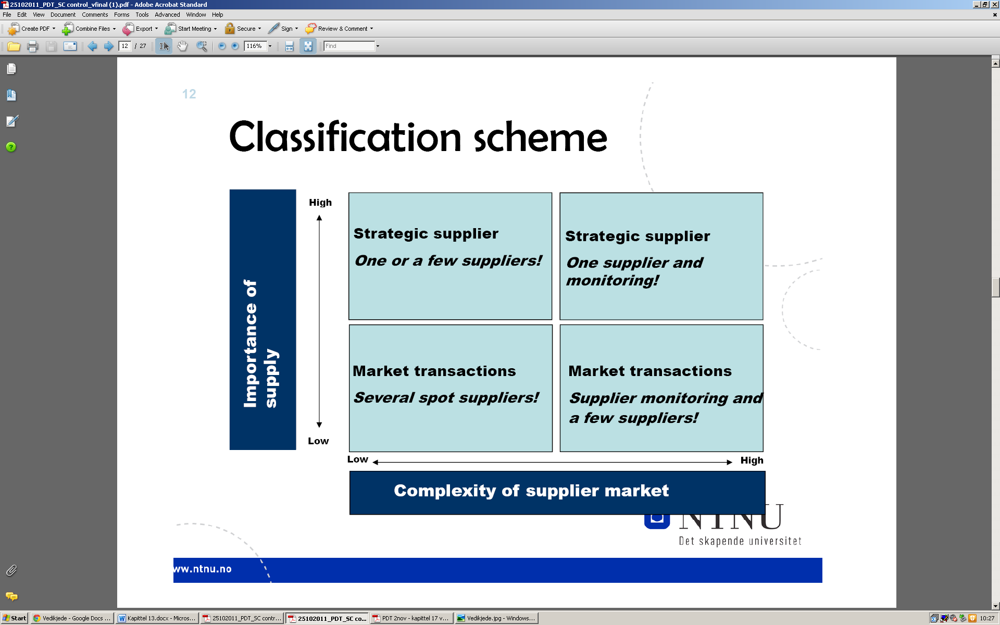 25102011_PDT_SC control_vfinal (1).pdf - Adobe Acrobat Standard
File Edit View Document Comments Forms Tools Advanced Window Help
Create PDF Combine Files Export Start Meeting Secure Sign Review & Comment
12 / 27 116% Find
12
Classification scheme
Importance of
supply
High
Low
Strategic supplier
One or a few suppliers!
Strategic supplier
One supplier and
monitoring!
Market transactions
Several spot suppliers!
Market transactions
Supplier monitoring and
a few suppliers!
Low High
Complexity of supplier market
NTNU
Det skapende universitet
ww.ntnu.no
Start Vedikjede - Google Docs ... Kapittel 13.docx - Micros... 25102011_PDT_SC contr... 25102011_PDT_SC co... PDT 2nov - kapittel 17 v... Vedikjede.jpg - Windows... 10:27